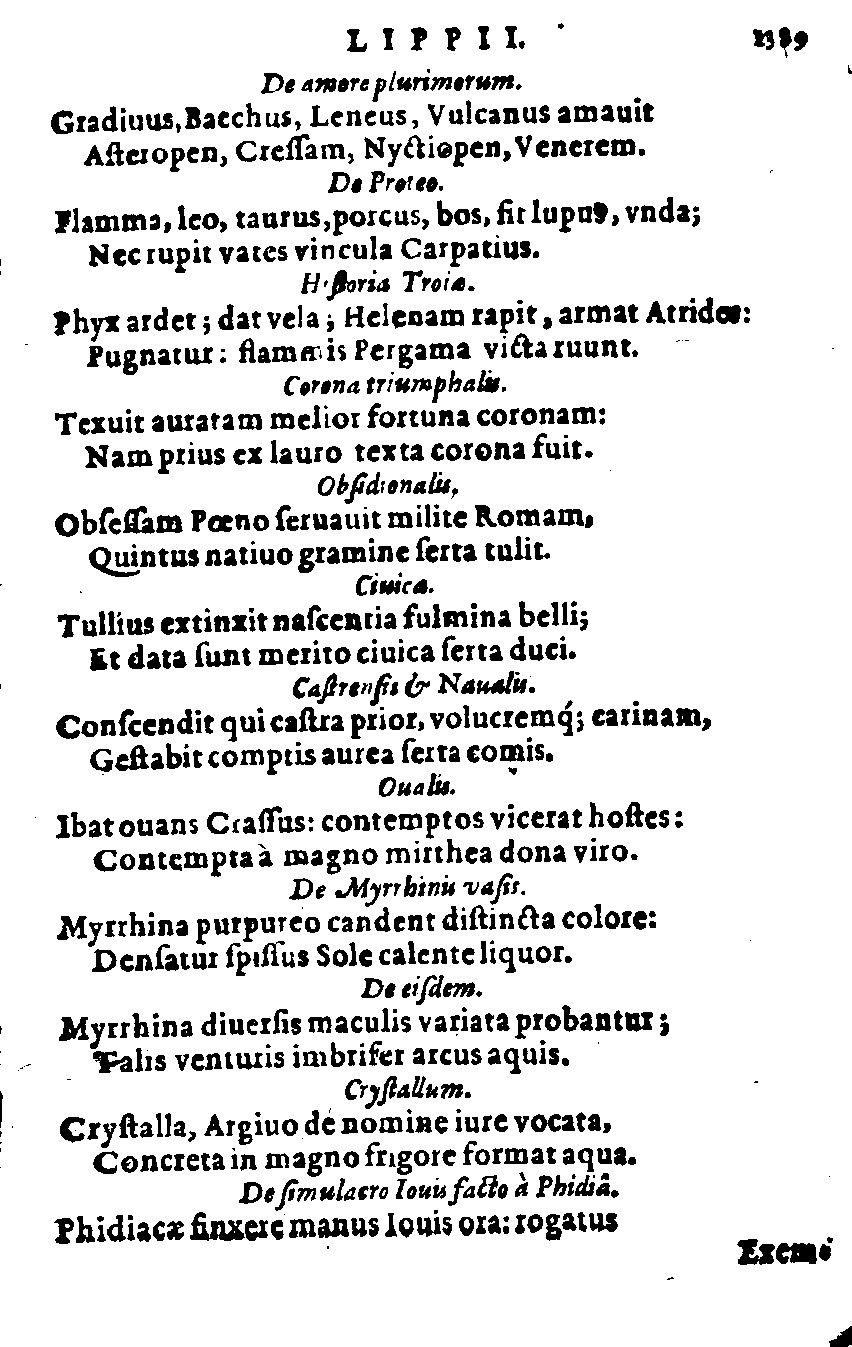 LIPPII. 1389
De amore plurimorum.
Gradiuus, Bacchus, Leneus, Vulcanus amauit
Aſteropen, Creſſam, Nyctiopen, Venerem.
De Proteo.
Flamma, leo, taurus, porcus, bos, fit lupus, vnda;
Nec rupit vates vincula Carpatius.
Hiſtoria Troiæ.
Phyx ardet; dat vela; Helenam rapit, armat Atridas:
Pugnatur: flammis Pergama victa ruunt.
Corona triumphalis.
Texuit auratam melior fortuna coronam:
Nam prius ex lauro texta corona fuit.
Obſidionalis.
Obſeſſam Pœno ſeruauit milite Romam,
Quintus natiuo gramine ſerta tulit.
Ciuica.
Tullius extinxit naſcentia fulmina belli;
Et data ſunt merito ciuica ſerta duci.
Caſtrenſis & Naualis.
Conſcendit qui caſtra prior, volucremq́; carinam,
Geſtabit comptis aurea ſerta comis.
Oualis.
Ibat ouans Craſſus: contemptos vicerat hoſtes:
Contempta à magno mirthea dona viro.
De Myrrhinis vaſis.
Myrrhina purpureo candent diſtincta colore:
Denſatur ſpiſſus Sole calente liquor.
De eiſdem.
Myrrhina diuerſis maculis variata probantur;
Talis venturis imbrifer arcus aquis.
Cryſtallum.
Cryſtalla, Argiuo de nomine iure vocata,
Concreta in magno frigore format aqua.
De ſimulacro Iouis facto à Phidiâ.
Phidiacæ finxere manus Iouis ora: rogatus